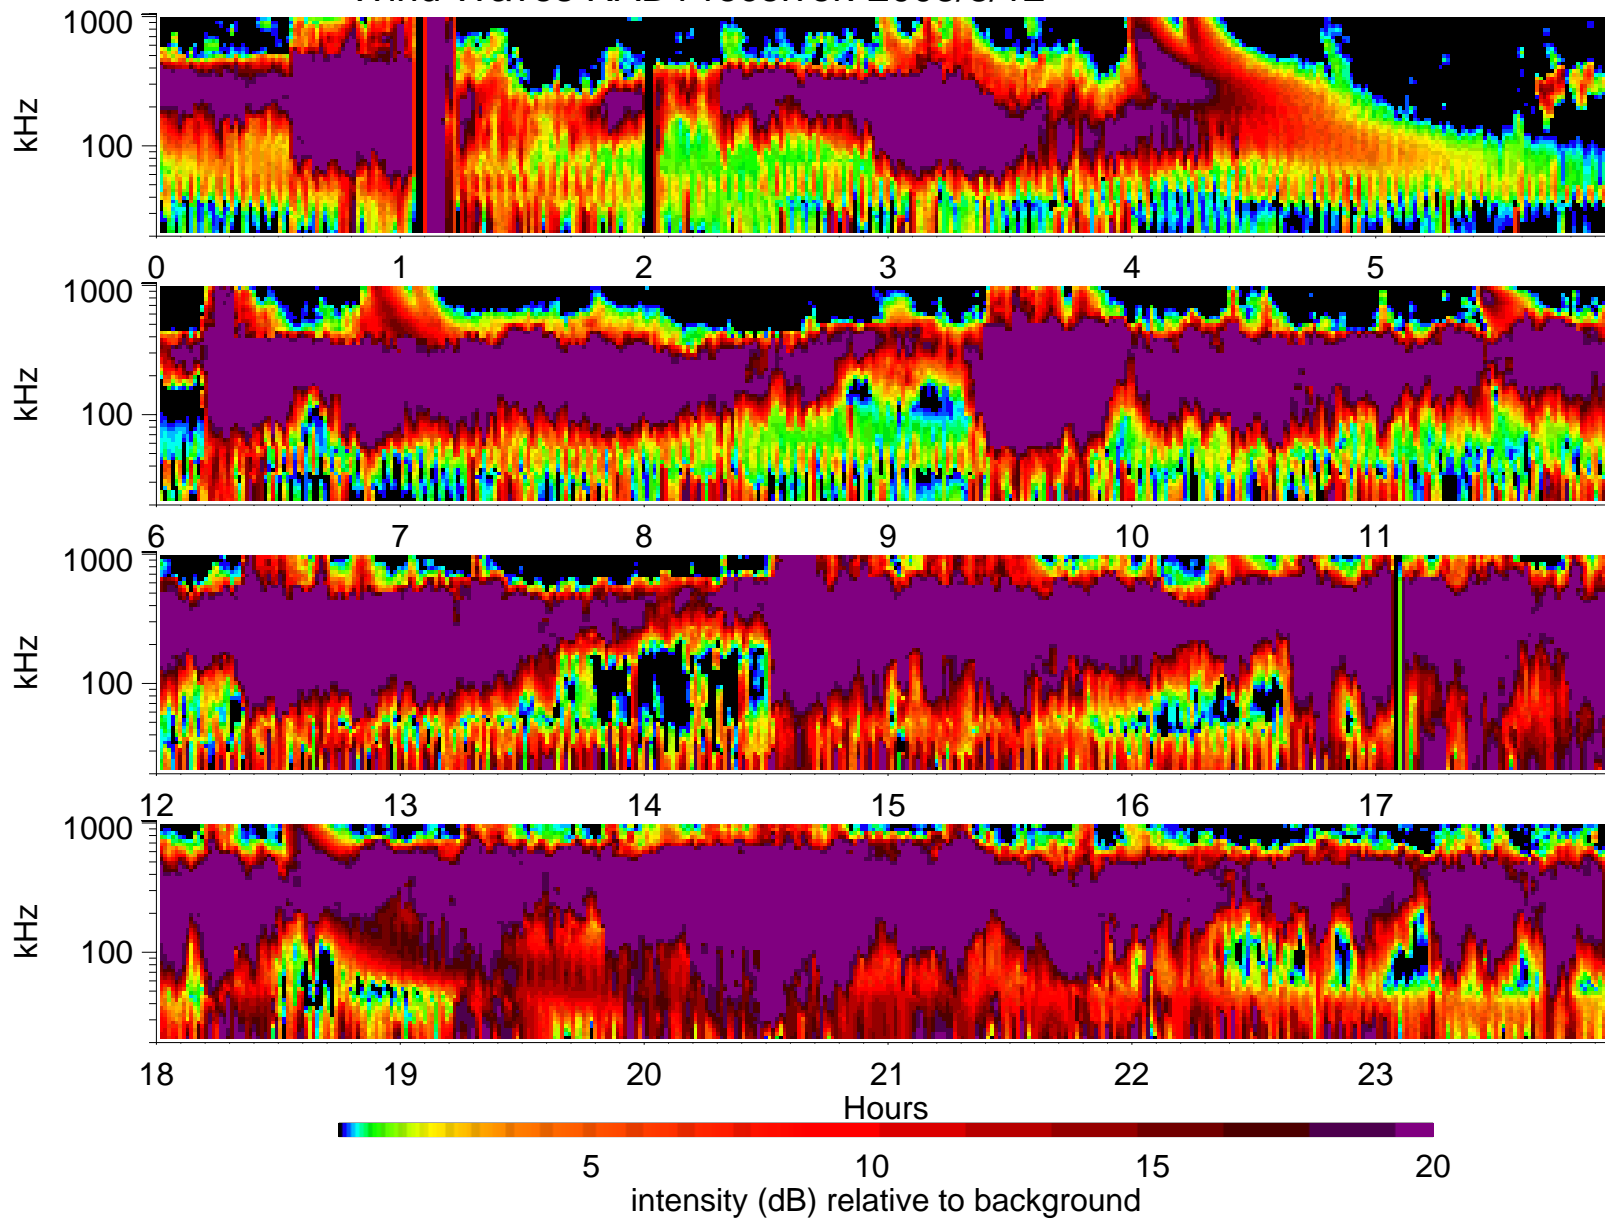 kHz 1000 100
0 1 2 3 4 5
kHz 1000 100
6 7 8 9 10 11
kHz 1000 100
12 13 14 15 16 17
kHz 1000 100
18 19 20 21 22 23
Hours
5 10 15 20
intensity (dB) relative to background